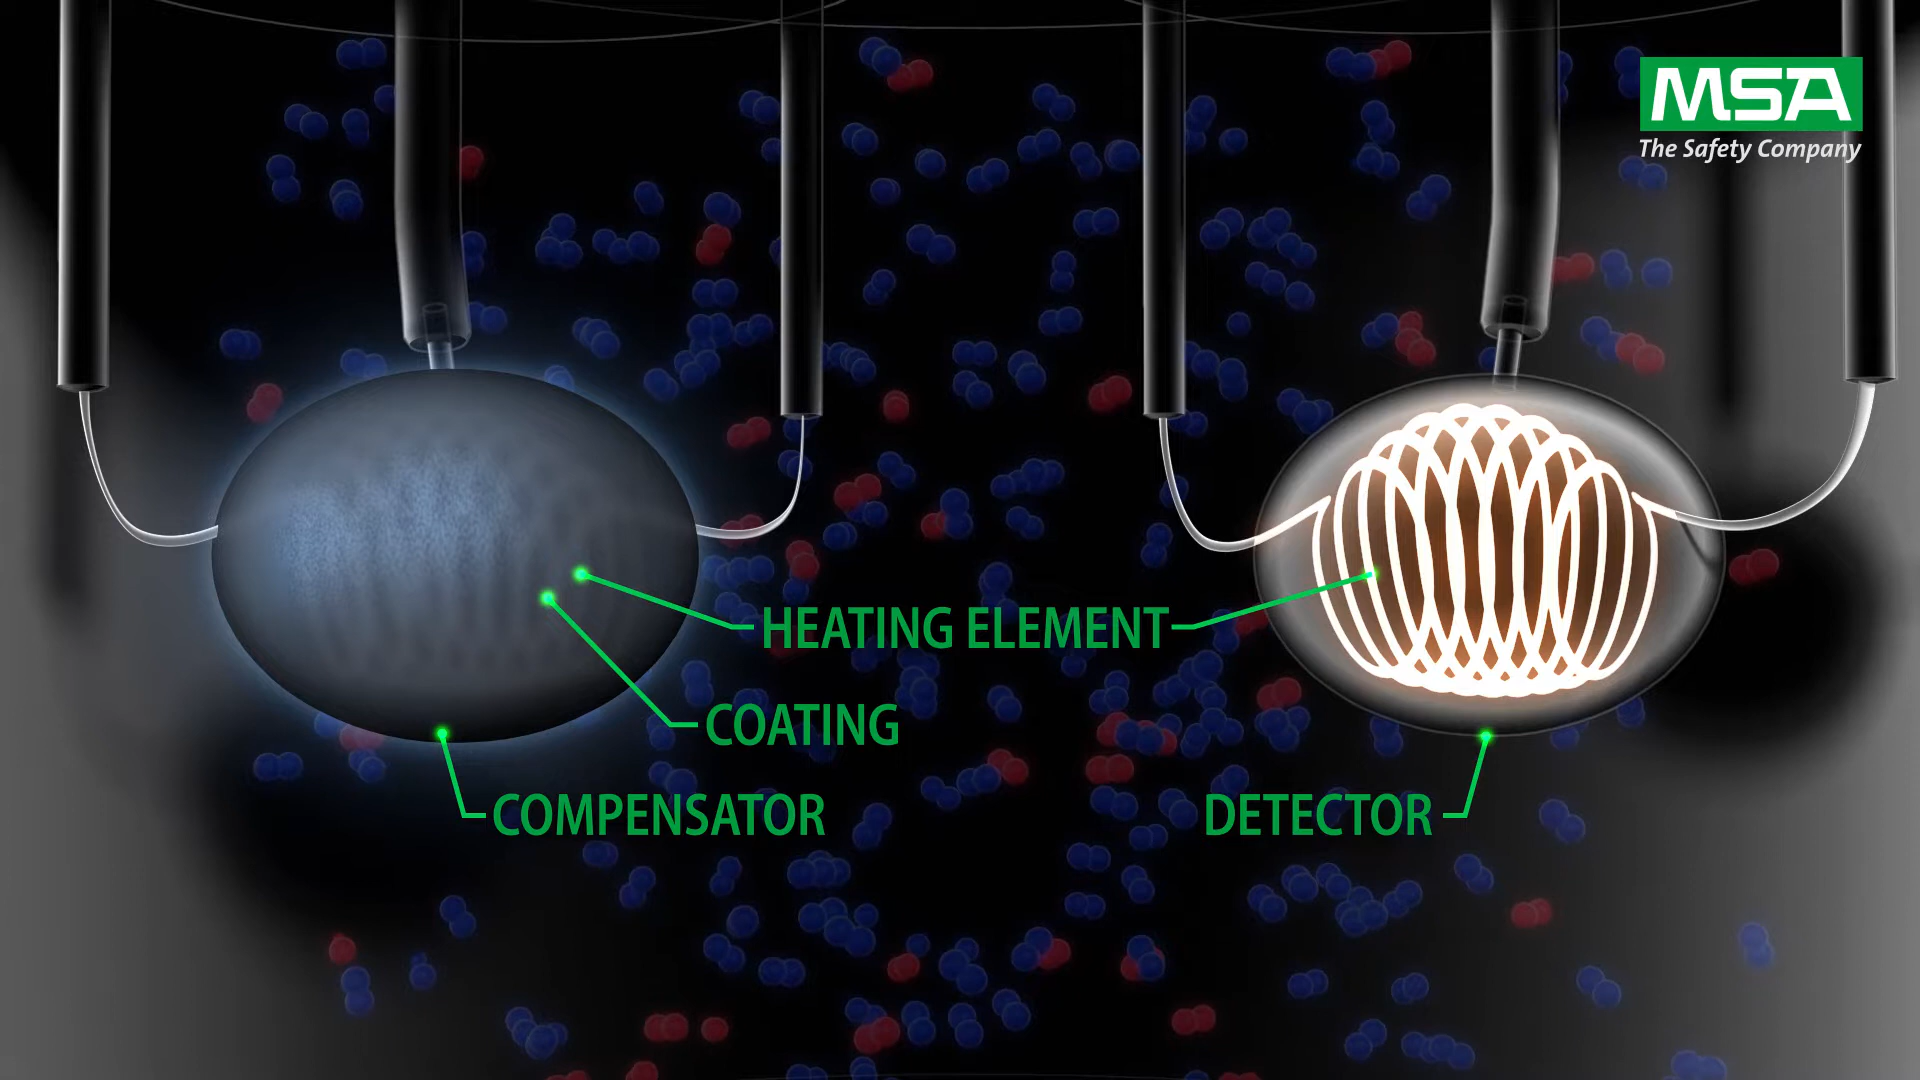 MSA
The Safety Company
HEATING ELEMENT
COATING
COMPENSATOR
DETECTOR